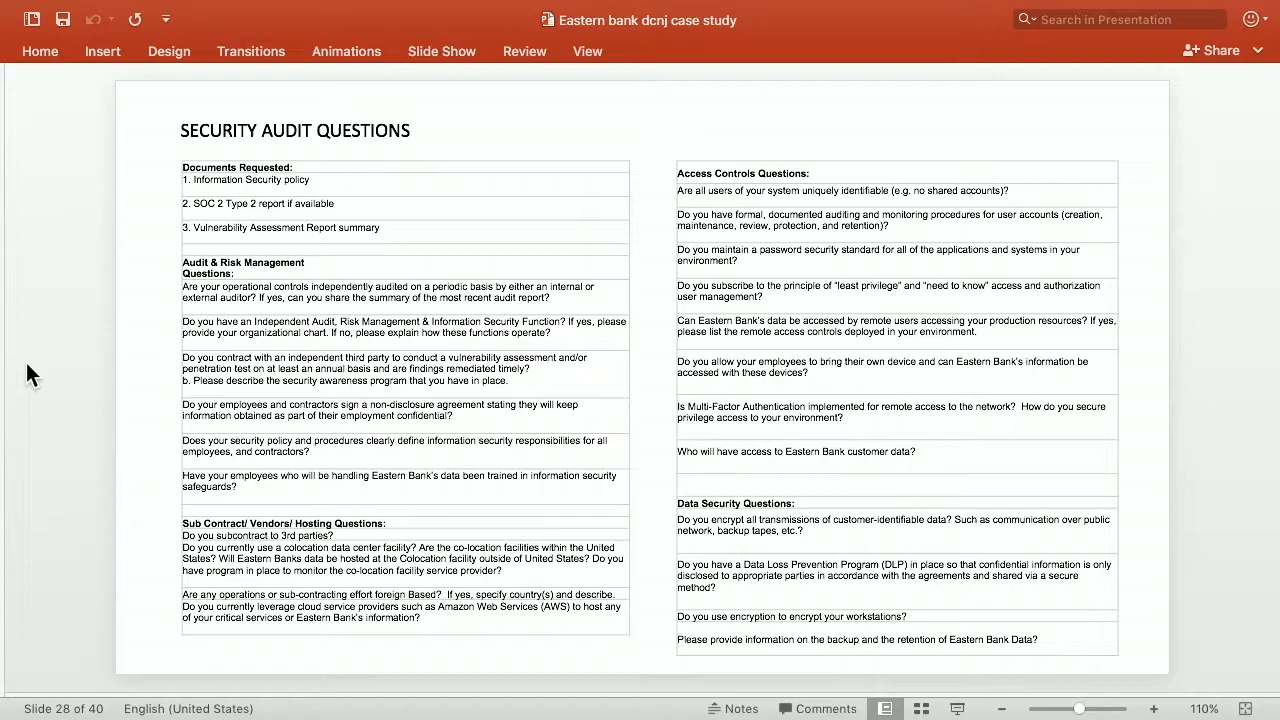 Eastern bank dcnj case study
Search in Presentation
Home Insert Design Transitions Animations Slide Show Review View
Share
SECURITY AUDIT QUESTIONS
Documents Requested:
1. Information Security policy
2. SOC 2 Type 2 report if available
3. Vulnerability Assessment Report summary
Audit & Risk Management
Questions:
Are your operational controls independently audited on a periodic basis by either an internal or
external auditor? If yes, can you share the summary of the most recent audit report?
Do you have an Independent Audit, Risk Management & Information Security Function? If yes, please
provide your organizational chart. If no, please explain how these functions operate?
Do you contract with an independent third party to conduct a vulnerability assessment and/or
penetration test on at least an annual basis and are findings remediated timely?
b. Please describe the security awareness program that you have in place.
Do your employees and contractors sign a non-disclosure agreement stating they will keep
information obtained as part of their employment confidential?
Does your security policy and procedures clearly define information security responsibilities for all
employees, and contractors?
Have your employees who will be handling Eastern Bank's data been trained in information security
safeguards?
Sub Contract/ Vendors/ Hosting Questions:
Do you subcontract to 3rd parties?
Do you currently use a colocation data center facility? Are the co-location facilities within the United
States? Will Eastern Banks data be hosted at the Colocation facility outside of United States? Do you
have program in place to monitor the co-location facility service provider?
Are any operations or sub-contracting effort foreign Based? If yes, specify country(s) and describe.
Do you currently leverage cloud service providers such as Amazon Web Services (AWS) to host any
of your critical services or Eastern Bank's information?
Access Controls Questions:
Are all users of your system uniquely identifiable (e.g. no shared accounts)?
Do you have formal, documented auditing and monitoring procedures for user accounts (creation,
maintenance, review, protection, and retention)?
Do you maintain a password security standard for all of the applications and systems in your
environment?
Do you subscribe to the principle of "least privilege" and "need to know" access and authorization
user management?
Can Eastern Bank's data be accessed by remote users accessing your production resources? If yes,
please list the remote access controls deployed in your environment.
Do you allow your employees to bring their own device and can Eastern Bank's information be
accessed with these devices?
Is Multi-Factor Authentication implemented for remote access to the network? How do you secure
privilege access to your environment?
Who will have access to Eastern Bank customer data?
Data Security Questions:
Do you encrypt all transmissions of customer-identifiable data? Such as communication over public
network, backup tapes, etc.?
Do you have a Data Loss Prevention Program (DLP) in place so that confidential information is only
disclosed to appropriate parties in accordance with the agreements and shared via a secure
method?
Do you use encryption to encrypt your workstations?
Please provide information on the backup and the retention of Eastern Bank Data?
Slide 28 of 40 English (United States) Notes Comments 110%